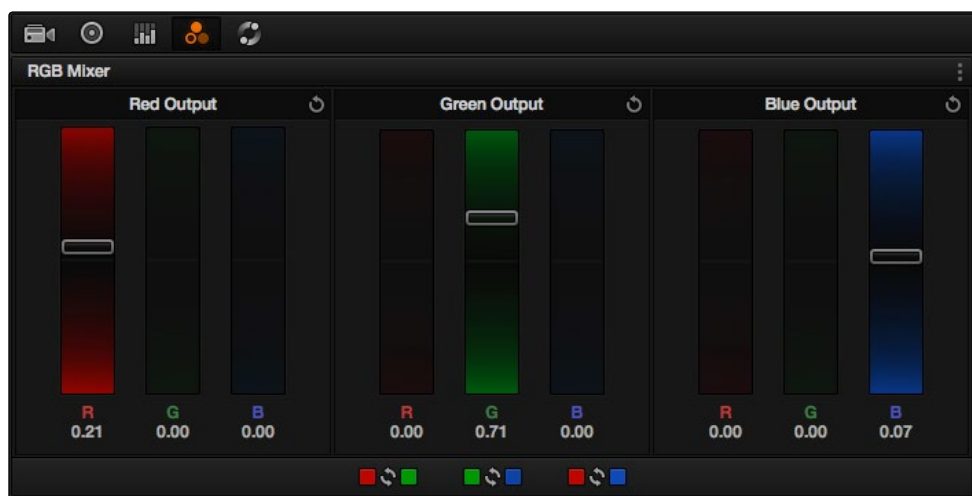 RGB Mixer
Red Output Green Output Blue Output
R G B R G B R G B
0.21 0.00 0.00 0.00 0.71 0.00 0.00 0.00 0.07